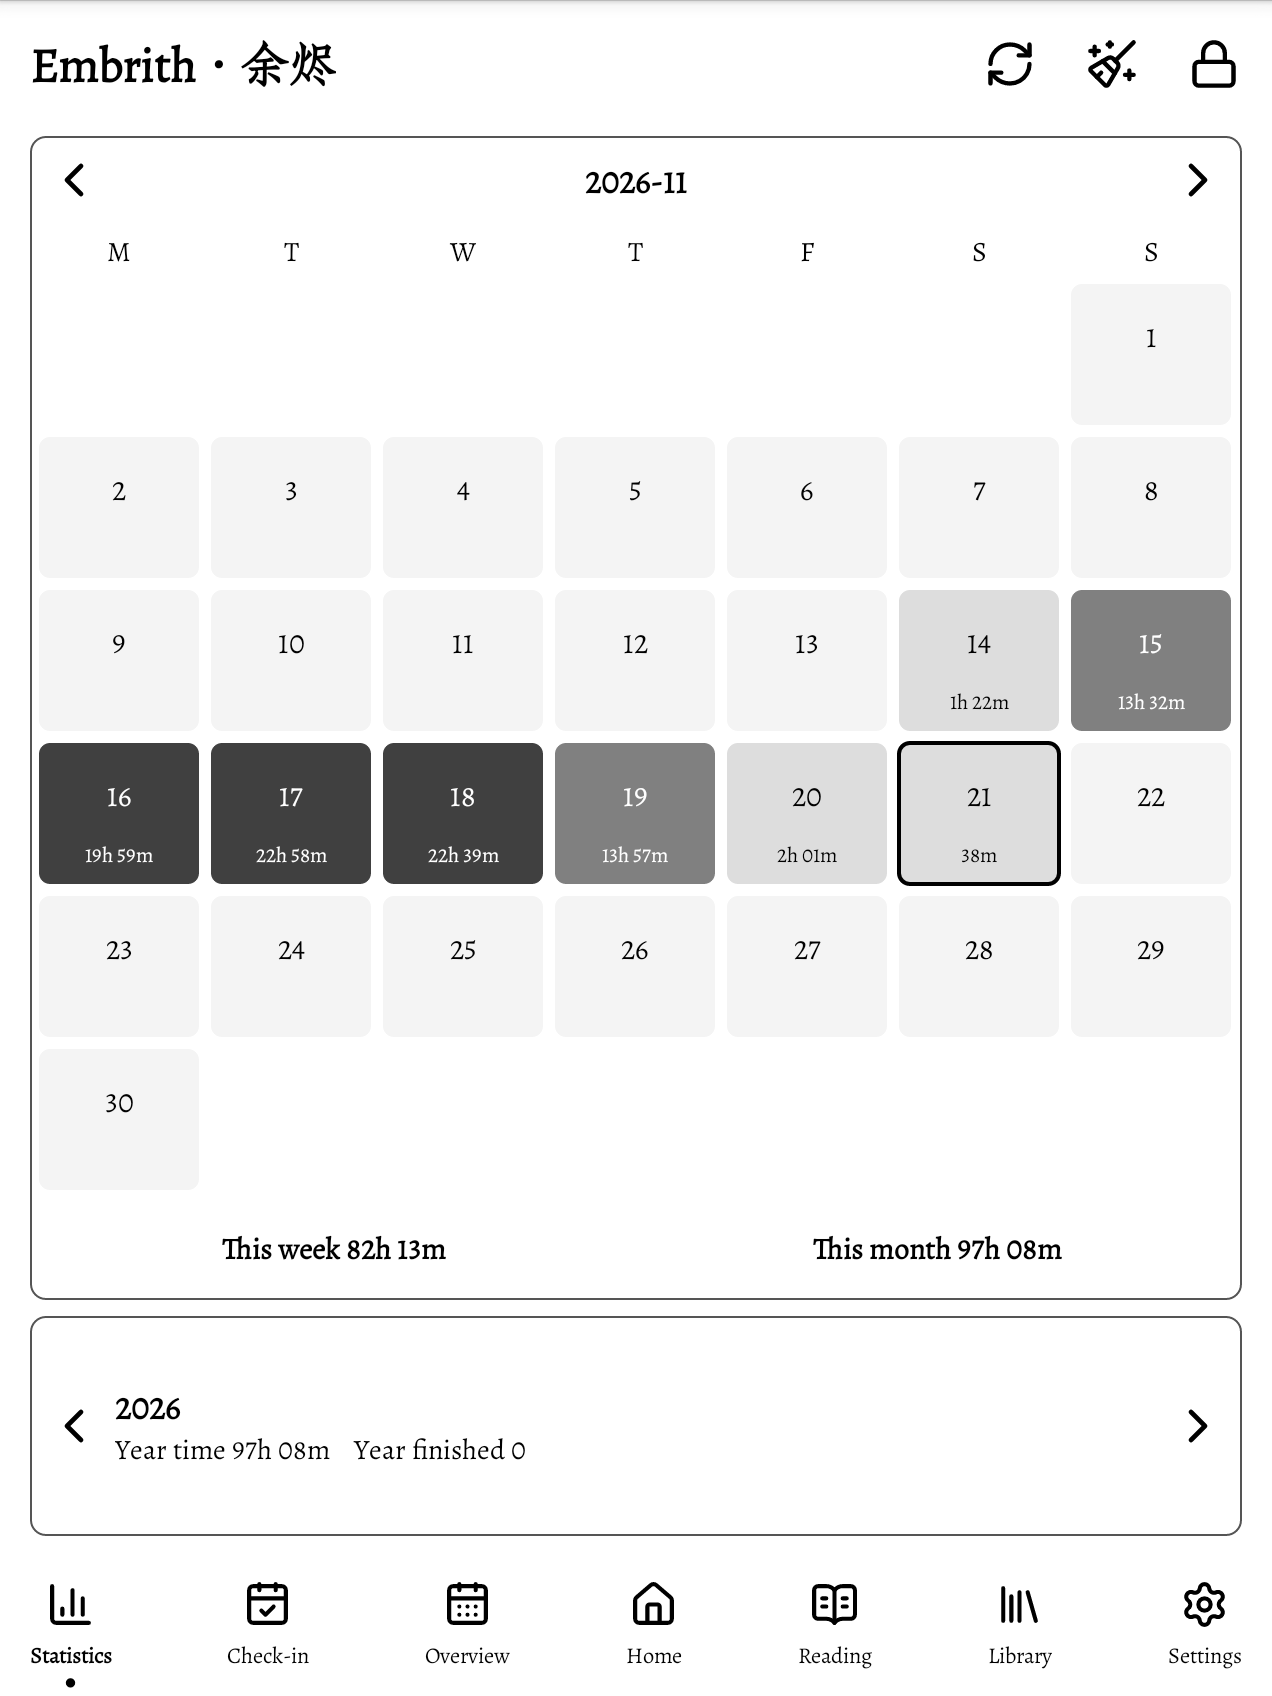 Embrith · 余烬
2026-11
M T W T F S S
1
2 3 4 5 6 7 8
9 10 11 12 13 14 15
1h 22m 13h 32m
16 17 18 19 20 21 22
19h 59m 22h 58m 22h 39m 13h 57m 2h 01m 38m
23 24 25 26 27 28 29
30
This week 82h 13m This month 97h 08m
2026
Year time 97h 08m Year finished 0
Statistics Check-in Overview Home Reading Library Settings